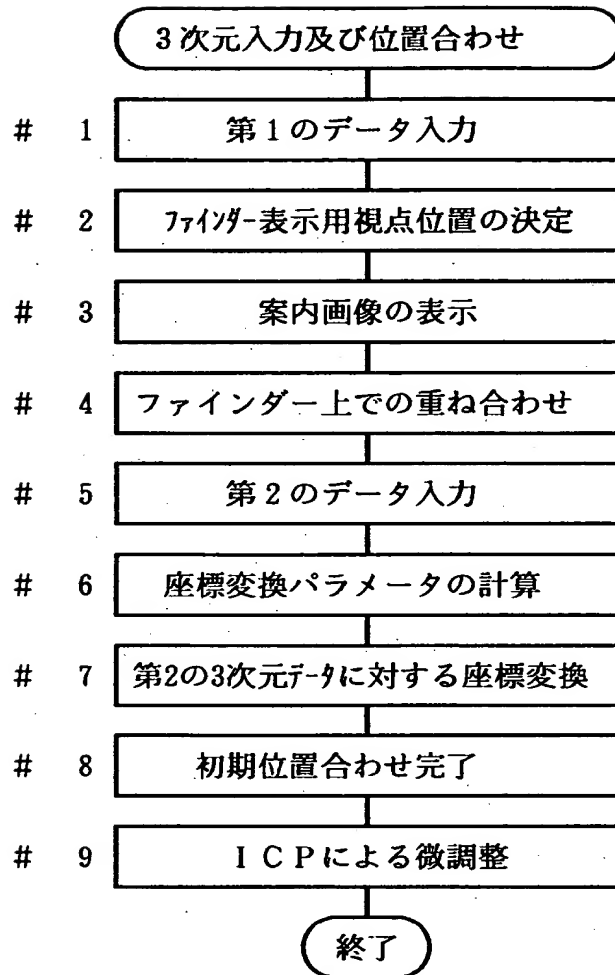 3次元入力及び位置合わせ
# 1 第1のデータ入力
# 2 ファインダー表示用視点位置の決定
# 3 案内画像の表示
# 4 ファインダー上での重ね合わせ
# 5 第2のデータ入力
# 6 座標変換パラメータの計算
# 7 第2の3次元データに対する座標変換
# 8 初期位置合わせ完了
# 9 ICPによる微調整
終了